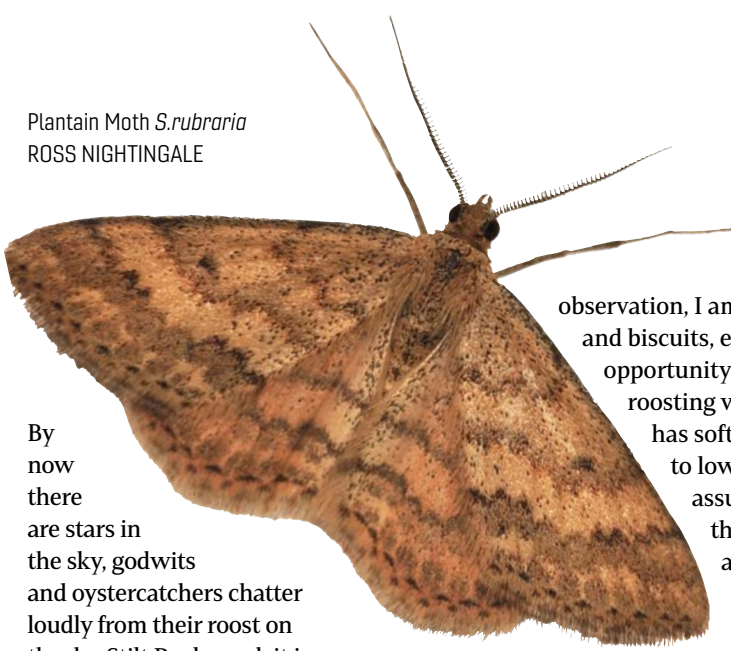 Plantain Moth S.rubraria
ROSS NIGHTINGALE
By
now
there
are stars in
the sky, godwits
and oystercatchers chatter
loudly from their roost on
observation, I am
and biscuits, e
opportunity
roosting v
has soft
to low
assu
th
a